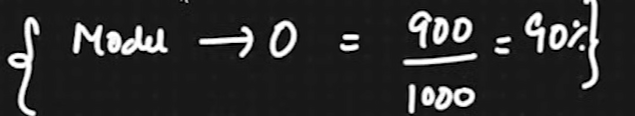 { Model → 0 = 900/1000 = 90% }